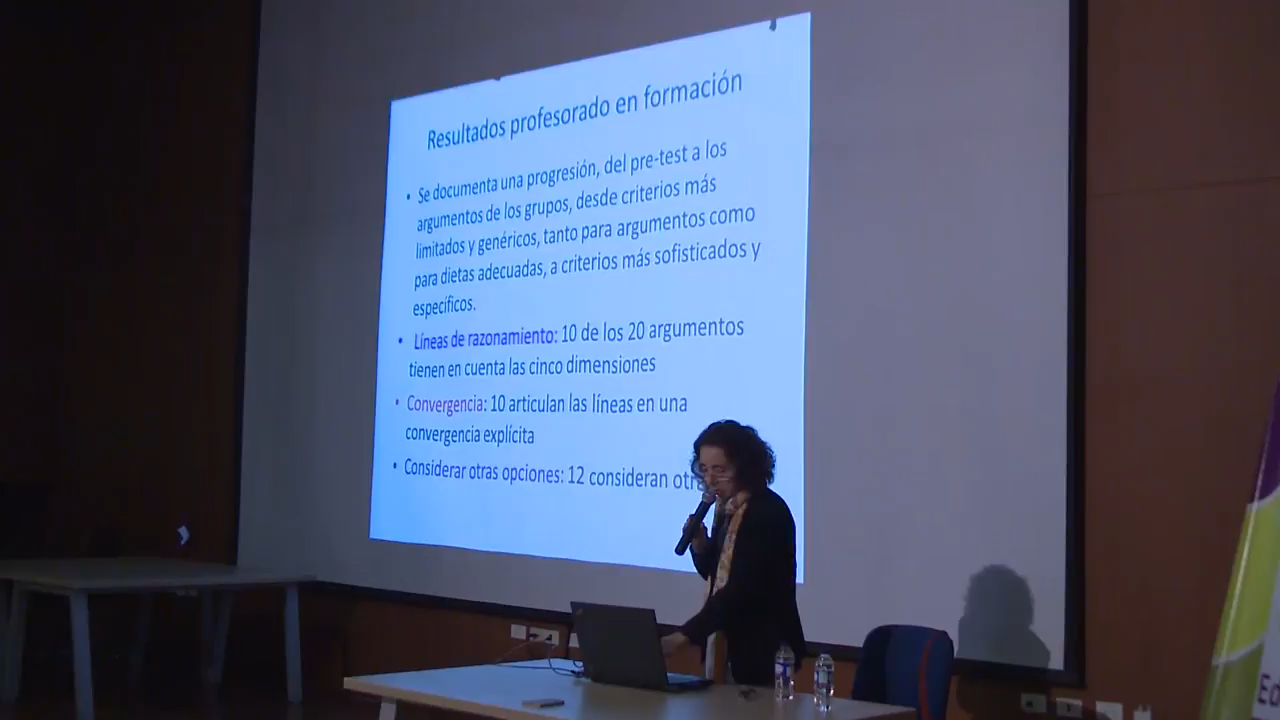 Resultados profesorado en formación
• Se documenta una progresión, del pre-test a los
argumentos de los grupos, desde criterios más
limitados y genéricos, tanto para argumentos como
para dietas adecuadas, a criterios más sofisticados y
específicos.
• Líneas de razonamiento: 10 de los 20 argumentos
tienen en cuenta las cinco dimensiones
• Convergencia: 10 articulan las líneas en una
convergencia explícita
• Considerar otras opciones: 12 consideran